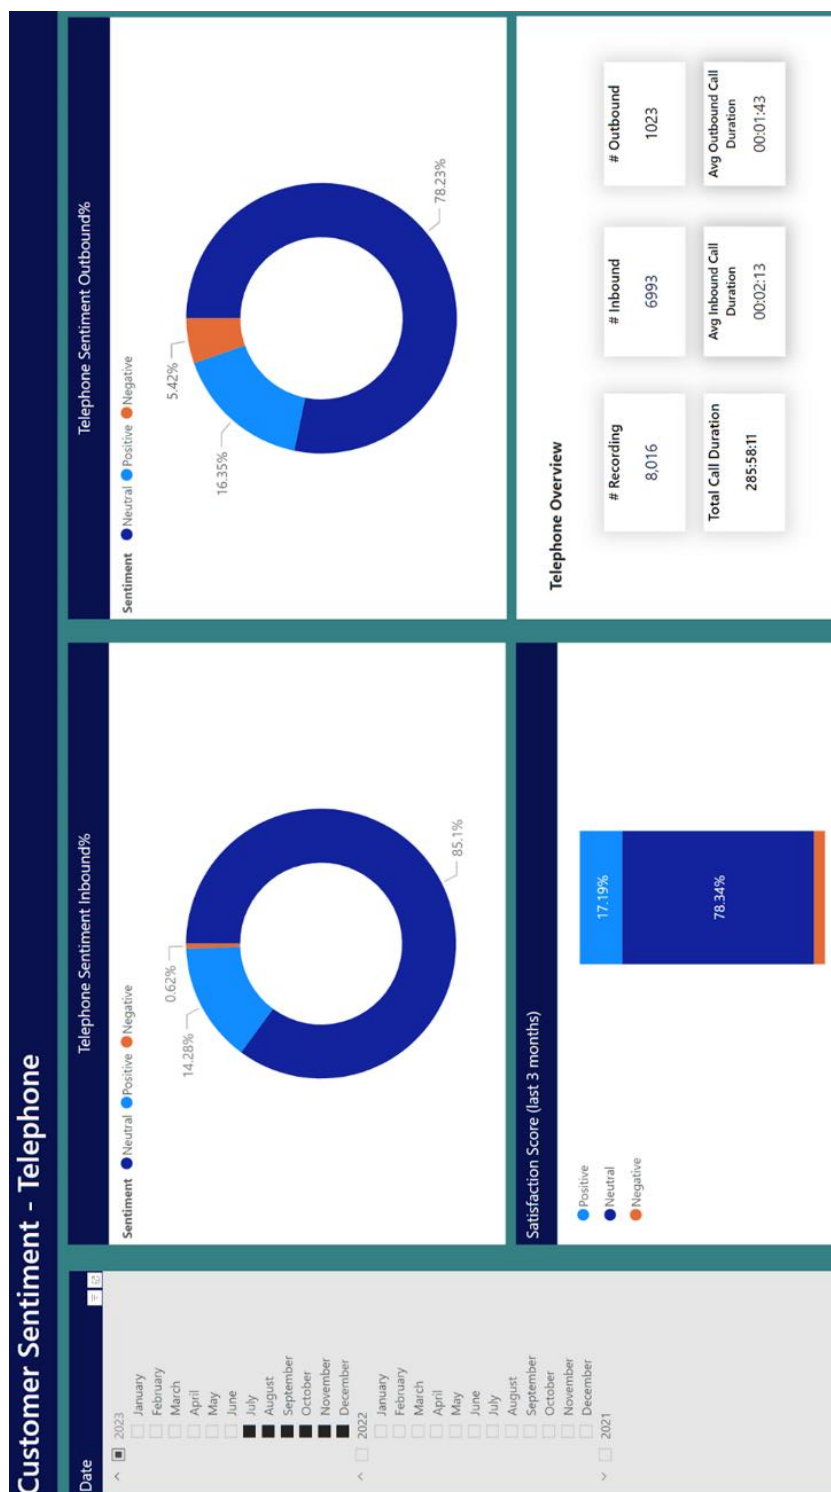 Customer Sentiment - Telephone
Date
2023
January
February
March
April
May
June
July
August
September
October
November
December
2022
January
February
March
April
May
June
July
August
September
October
November
December
2021
Telephone Sentiment Inbound%
Sentiment Neutral Positive Negative
0.62%
14.28%
85.1%
Telephone Sentiment Outbound%
Sentiment Neutral Positive Negative
5.42%
16.35%
78.23%
Satisfaction Score (last 3 months)
Positive
Neutral
Negative
17.19%
78.34%
Telephone Overview
# Recording
8,016
# Inbound
6993
# Outbound
1023
Total Call Duration
285:58:11
Avg Inbound Call
Duration
00:02:13
Avg Outbound Call
Duration
00:01:43